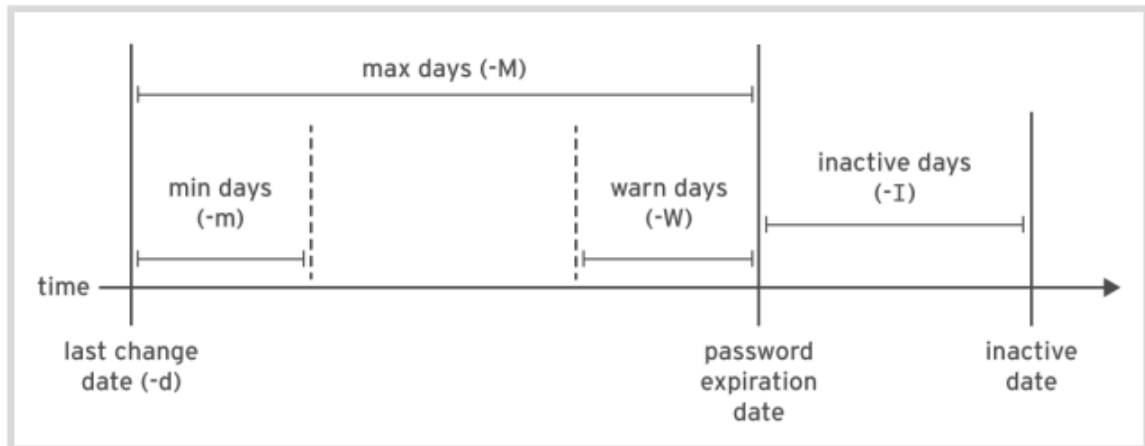 max days (-M)
min days
(-m)
warn days
(-W)
inactive days
(-I)
time
last change
date (-d)
password
expiration
date
inactive
date